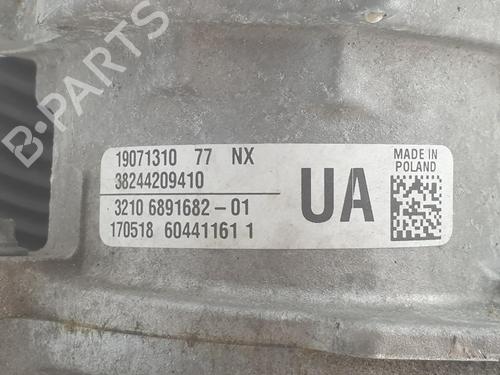 B-PARTS
19071310 77 NX
38244209410
3210 6891682-01
170518 60441161 1
UA
MADE IN
POLAND